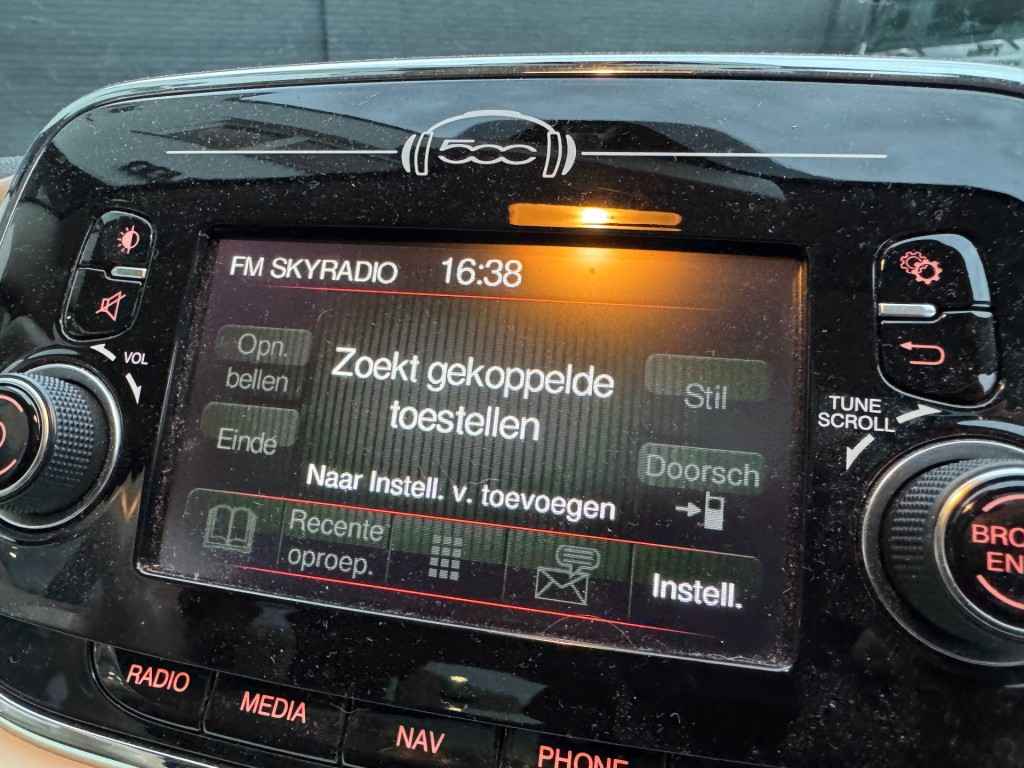 500
FM SKYRADIO 16:38
Opn.
bellen
Zoekt gekoppelde
toestellen
Stil
Einde
Doorsch
Naar Instell. v. toevoegen
Recente
oproep.
Instell.
VOL
TUNE
SCROLL
RADIO
MEDIA
NAV
PHONE